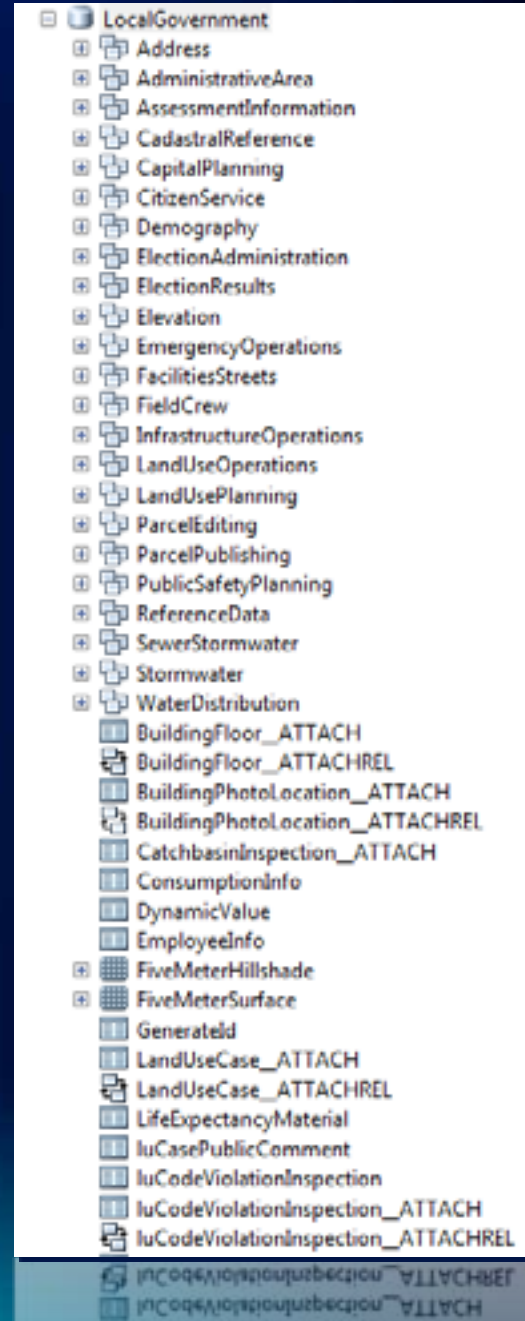 LocalGovernment
Address
AdministrativeArea
AssessmentInformation
CadastralReference
CapitalPlanning
CitizenService
Demography
ElectionAdministration
ElectionResults
Elevation
EmergencyOperations
FacilitiesStreets
FieldCrew
InfrastructureOperations
LandUseOperations
LandUsePlanning
ParcelEditing
ParcelPublishing
PublicSafetyPlanning
ReferenceData
SewerStormwater
Stormwater
WaterDistribution
BuildingFloor__ATTACH
BuildingFloor__ATTACHREL
BuildingPhotoLocation__ATTACH
BuildingPhotoLocation__ATTACHREL
CatchbasinInspection__ATTACH
ConsumptionInfo
DynamicValue
EmployeeInfo
FiveMeterHillshade
FiveMeterSurface
GenerateId
LandUseCase__ATTACH
LandUseCase__ATTACHREL
LifeExpectancyMaterial
luCasePublicComment
luCodeViolationInspection
luCodeViolationInspection__ATTACH
luCodeViolationInspection__ATTACHREL